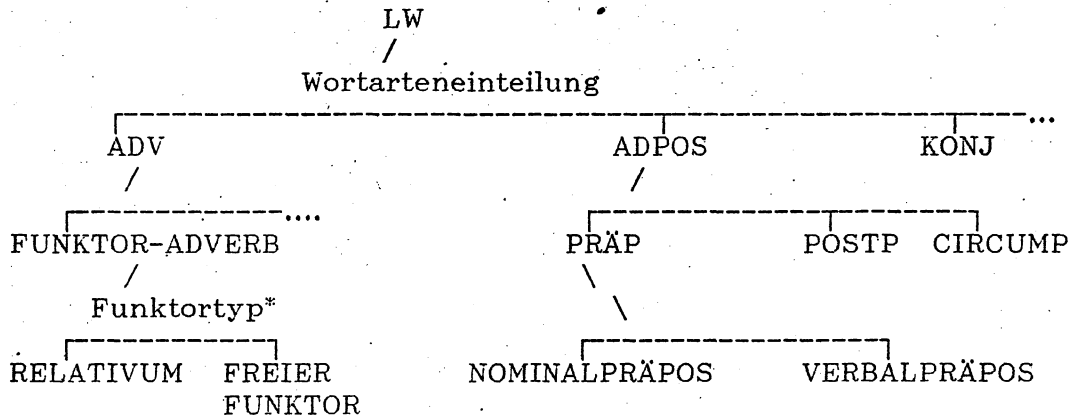 LW
/
Wortarteneinteilung
...
ADV ADPOS KONJ
/ /
....
FUNKTOR-ADVERB PRÄP POSTP CIRCUMP
/ \
Funktortyp* \
RELATIVUM FREIER NOMINALPRÄPOS VERBALPRÄPOS
FUNKTOR